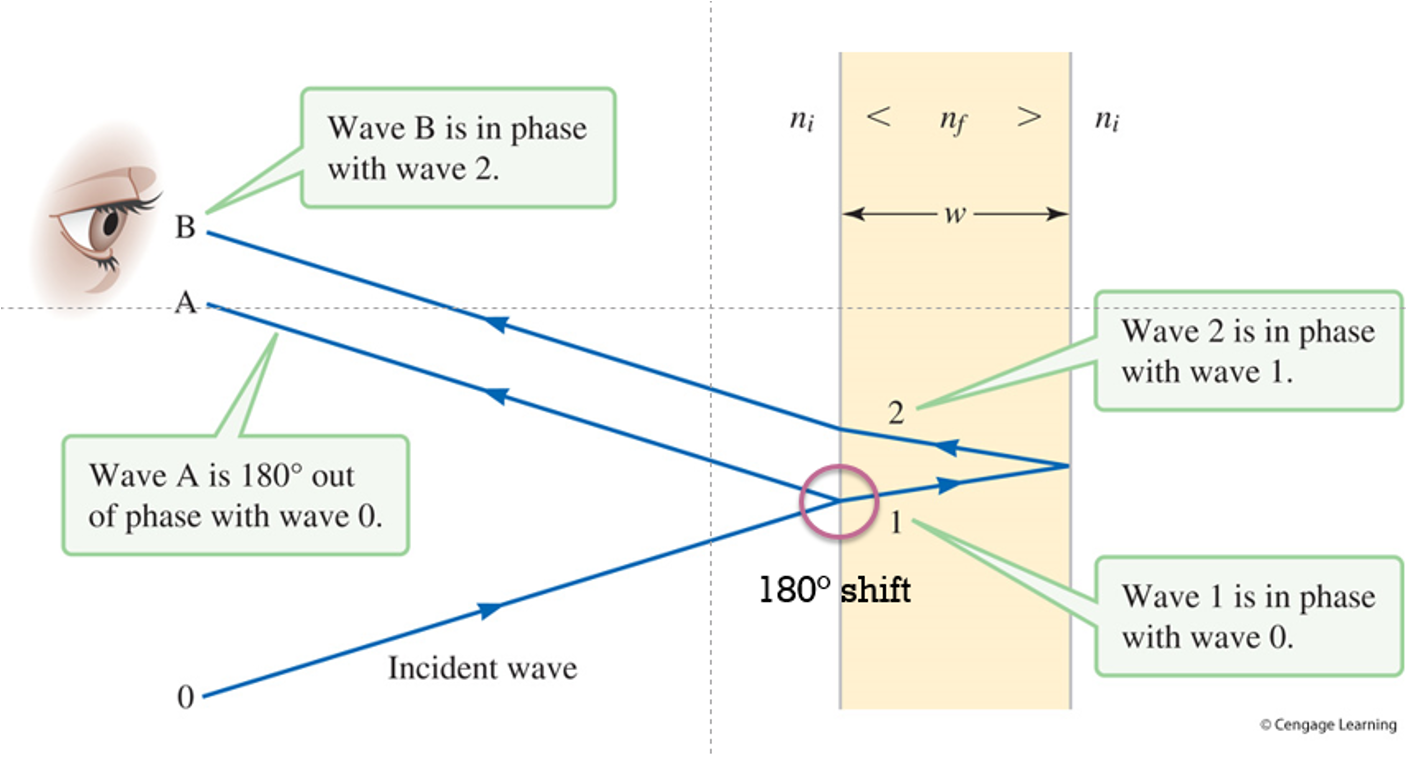 Wave B is in phase
with wave 2.
n_i < n_f > n_i
w
B
A
Wave 2 is in phase
with wave 1.
2
Wave A is 180° out
of phase with wave 0.
1
180° shift
Wave 1 is in phase
with wave 0.
Incident wave
0
© Cengage Learning